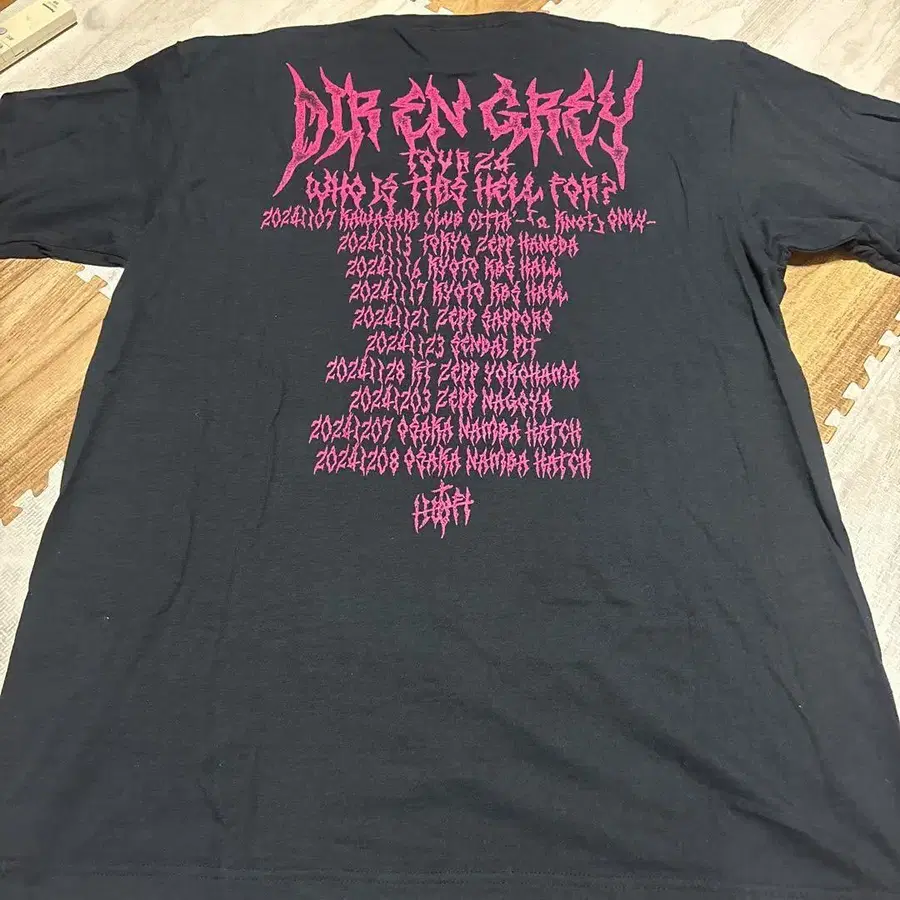 DIR EN GREY
TOUR24
WHO IS THIS HELL FOR?
20241107 KAWASAKI CLUB CITTA' -「a knot」 ONLY-
20241113 TOKYO ZEPP HANEDA
20241116 KYOTO KBS HALL
20241117 KYOTO KBS HALL
20241121 ZEPP SAPPORO
20241123 SENDAI PIT
20241128 KT ZEPP YOKOHAMA
20241203 ZEPP NAGOYA
20241207 OSAKA NAMBA HATCH
20241208 OSAKA NAMBA HATCH